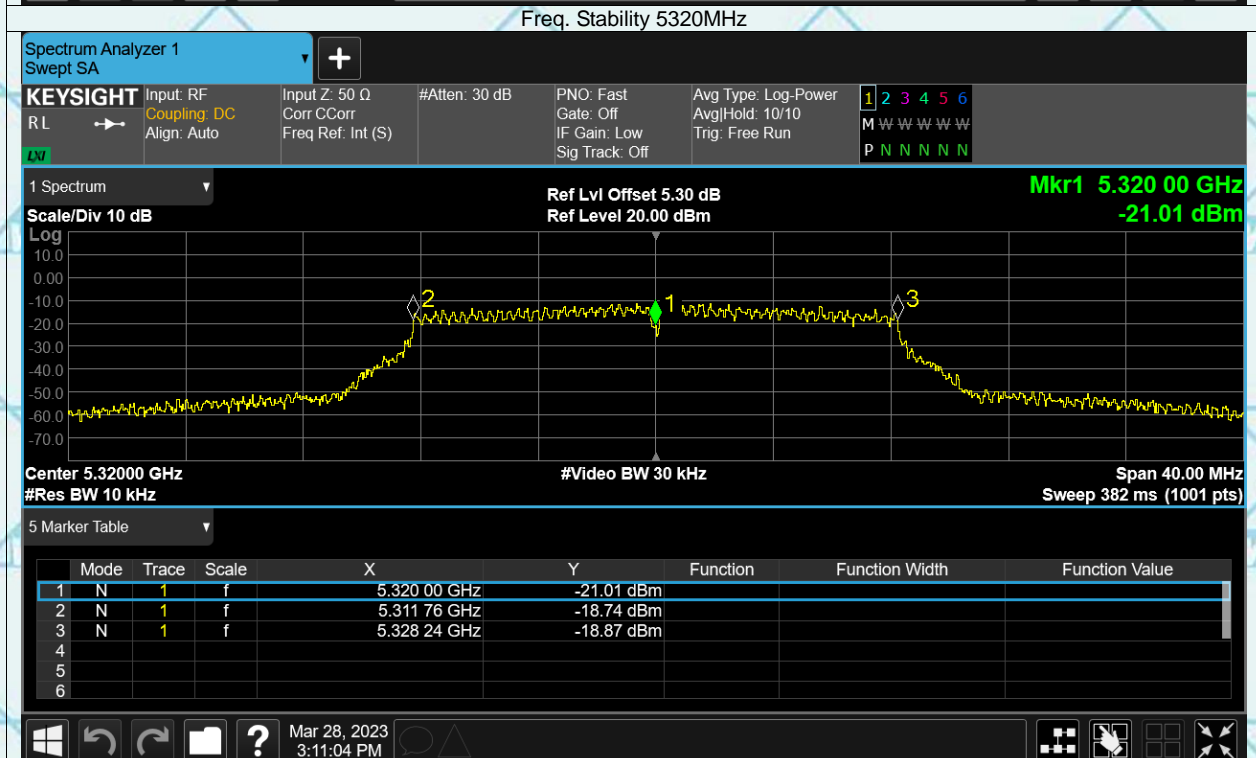 Freq. Stability 5320MHz
Spectrum Analyzer 1
Swept SA
+
KEYSIGHT
RL
LXI
Input: RF
Coupling: DC
Align: Auto
Input Z: 50 Ω
Corr CCorr
Freq Ref: Int (S)
#Atten: 30 dB
PNO: Fast
Gate: Off
IF Gain: Low
Sig Track: Off
Avg Type: Log-Power
Avg|Hold: 10/10
Trig: Free Run
1 2 3 4 5 6
M W W W W W
P N N N N N
1 Spectrum
Scale/Div 10 dB
Ref Lvl Offset 5.30 dB
Ref Level 20.00 dBm
Mkr1 5.320 00 GHz
-21.01 dBm
Log
10.0
0.00
-10.0
-20.0
-30.0
-40.0
-50.0
-60.0
-70.0
2
1
3
Center 5.32000 GHz
#Video BW 30 kHz
Span 40.00 MHz
#Res BW 10 kHz
Sweep 382 ms (1001 pts)
5 Marker Table
Mode Trace Scale X Y Function Function Width Function Value
1 N 1 f 5.320 00 GHz -21.01 dBm
2 N 1 f 5.311 76 GHz -18.74 dBm
3 N 1 f 5.328 24 GHz -18.87 dBm
4
5
6
?
Mar 28, 2023
3:11:04 PM